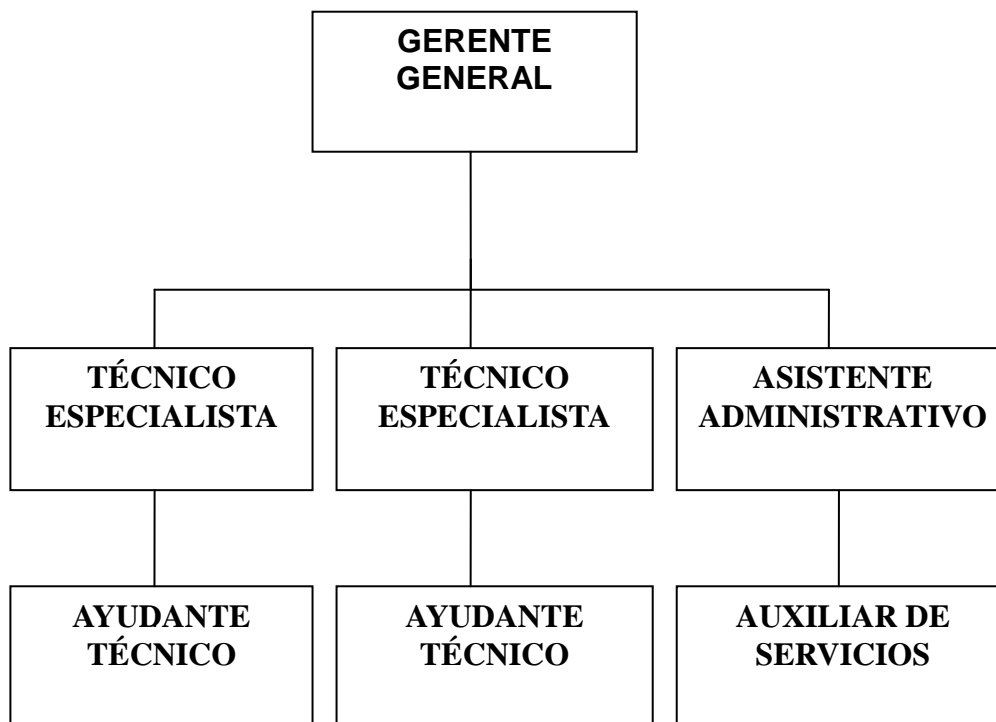 GERENTE
GENERAL
TÉCNICO
ESPECIALISTA
TÉCNICO
ESPECIALISTA
ASISTENTE
ADMINISTRATIVO
AYUDANTE
TÉCNICO
AYUDANTE
TÉCNICO
AUXILIAR DE
SERVICIOS